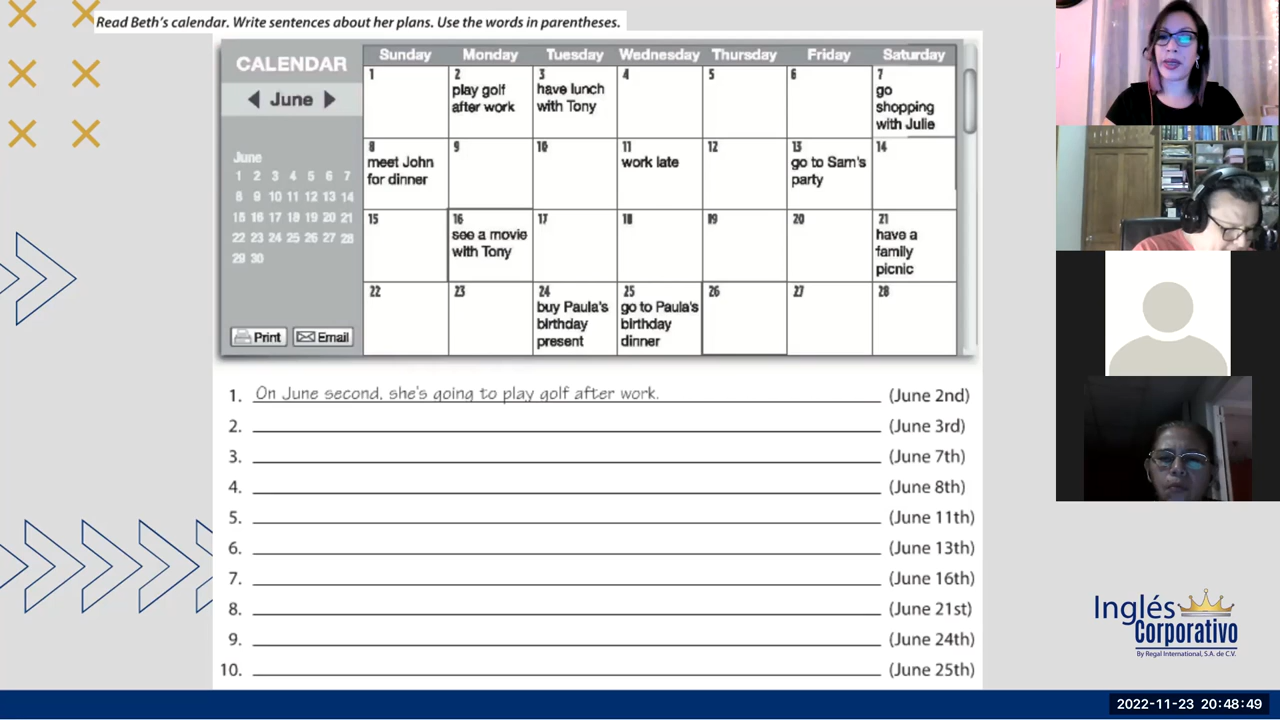 Read Beth's calendar. Write sentences about her plans. Use the words in parentheses.
CALENDAR
June
June
1 2 3 4 5 6 7
8 9 10 11 12 13 14
15 16 17 18 19 20 21
22 23 24 25 26 27 28
29 30
Print Email
Sunday Monday Tuesday Wednesday Thursday Friday Saturday
1
2
play golf
after work
3
have lunch
with Tony
4
5
6
7
go
shopping
with Julie
8
meet John
for dinner
9
10
11
work late
12
13
go to Sam's
party
14
15
16
see a movie
with Tony
17
18
19
20
21
have a
family
picnic
22
23
24
buy Paula's
birthday
present
25
go to Paula's
birthday
dinner
26
27
28
1. On June second, she's going to play golf after work. (June 2nd)
2. (June 3rd)
3. (June 7th)
4. (June 8th)
5. (June 11th)
6. (June 13th)
7. (June 16th)
8. (June 21st)
9. (June 24th)
10. (June 25th)
Inglés
Corporativo
By Regal International, S.A. de C.V.
2022-11-23 20:48:49